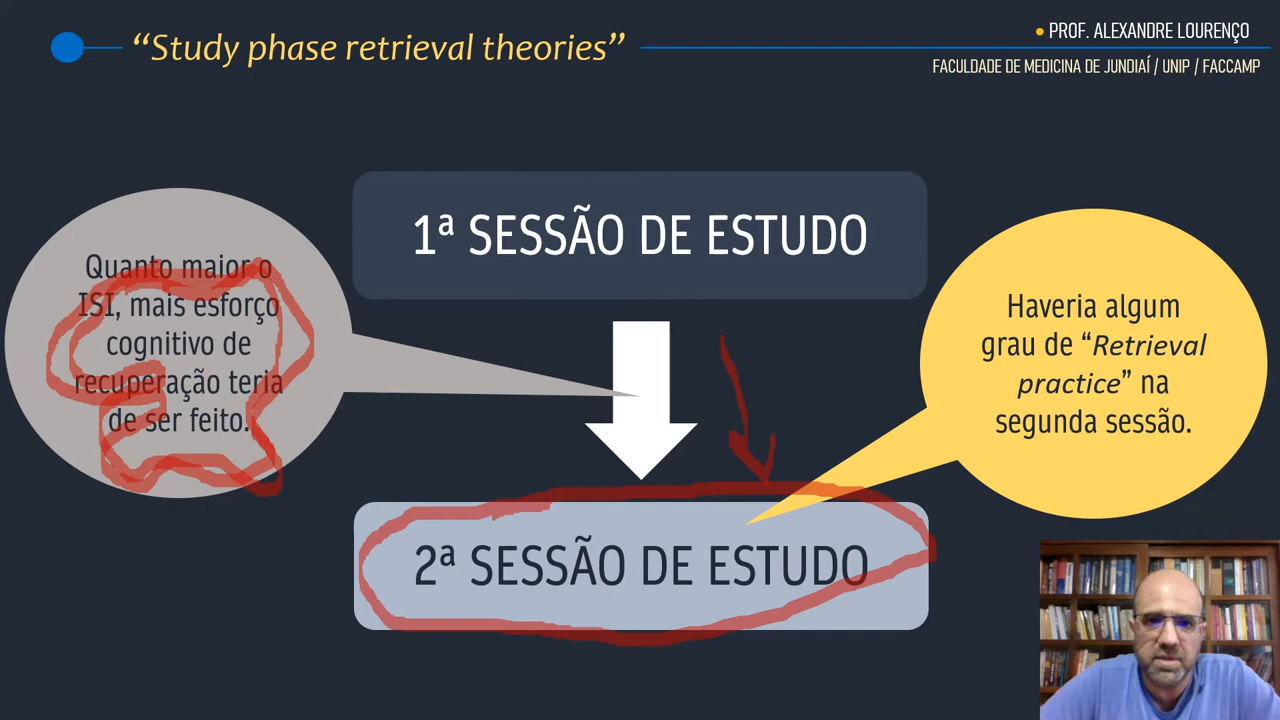 “Study phase retrieval theories”
• PROF. ALEXANDRE LOURENÇO
FACULDADE DE MEDICINA DE JUNDIAÍ / UNIP / FACCAMP
1ª SESSÃO DE ESTUDO
Quanto maior o
ISI, mais esforço
cognitivo de
recuperação teria
de ser feito.
Haveria algum
grau de “Retrieval
practice” na
segunda sessão.
2ª SESSÃO DE ESTUDO